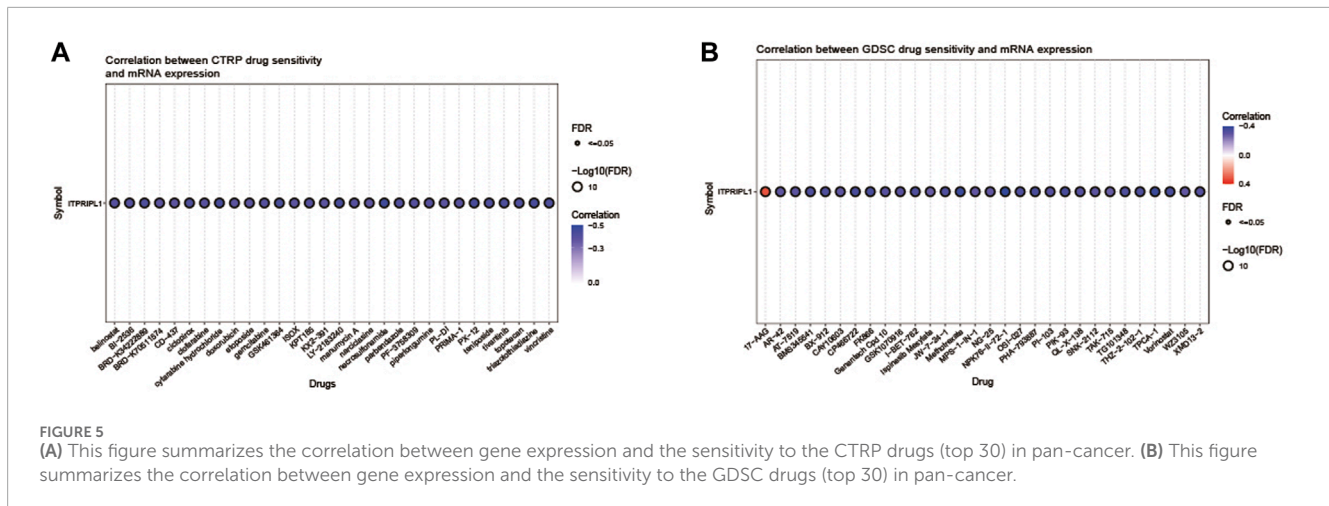 A
Correlation between CTRP drug sensitivity
and mRNA expression
Symbol
ITPRIPL1
belinostat
BI-2536
BRD-K34222889
BRD-K70511574
CD-437
ciclopirox
clofarabine
cytarabine hydrochloride
doxorubicin
etoposide
gemcitabine
GSK461364
ISOX
KPT185
KX2-391
LY-2183240
manumycin A
narciclasine
necrosulfonamide
parbendazole
PF-3758309
piperlongumine
PL-DI
PRIMA-1
PX-12
teniposide
tivantinib
topotecan
triazolothiadiazine
vincristine
Drugs
FDR
<=0.05
−Log10(FDR)
10
Correlation
−0.5
−0.3
0.0
B
Correlation between GDSC drug sensitivity and mRNA expression
Symbol
ITPRIPL1
17-AAG
AR-42
AT-7519
BMS345541
BX-912
CAY10603
CP466722
FK866
Genentech Cpd 10
GSK1070916
I-BET-762
Ispinesib Mesylate
JW-7-24-1
Methotrexate
MPS-1-IN-1
NG-25
NPK76-II-72-1
OSI-027
PHA-793887
PI-103
PIK-93
QL-X-138
SNX-2112
TAK-715
TG101348
THZ-2-102-1
TPCA-1
Vorinostat
WZ3105
XMD13-2
Drug
Correlation
−0.4
0.0
0.4
FDR
<=0.05
−Log10(FDR)
10
FIGURE 5
(A) This figure summarizes the correlation between gene expression and the sensitivity to the CTRP drugs (top 30) in pan-cancer. (B) This figure
summarizes the correlation between gene expression and the sensitivity to the GDSC drugs (top 30) in pan-cancer.